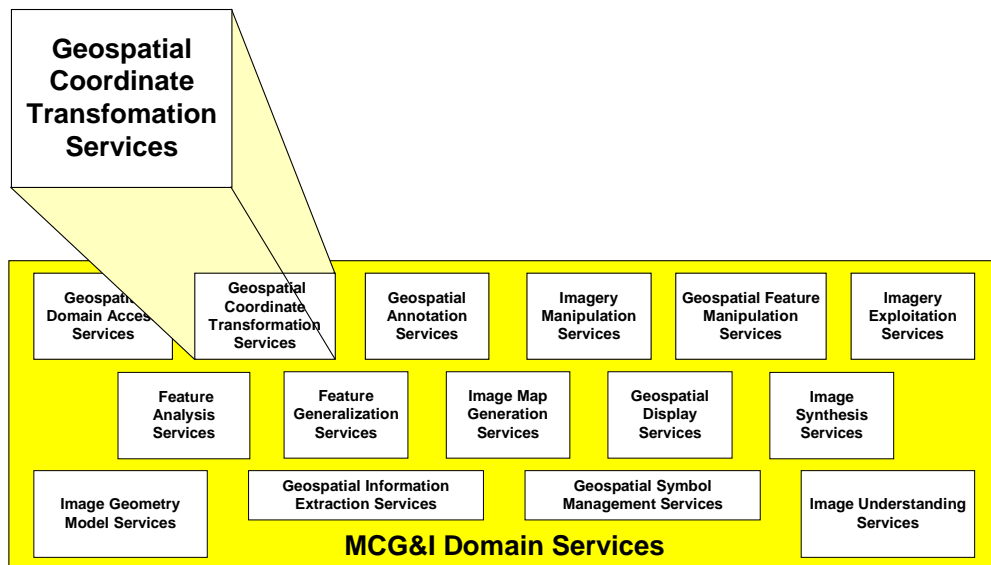 Geospatial
Coordinate
Transfomation
Services
Geospatial
Domain Access
Services
Geospatial
Coordinate
Transformation
Services
Geospatial
Annotation
Services
Imagery
Manipulation
Services
Geospatial Feature
Manipulation
Services
Imagery
Exploitation
Services
Feature
Analysis
Services
Feature
Generalization
Services
Image Map
Generation
Services
Geospatial
Display
Services
Image
Synthesis
Services
Image Geometry
Model Services
Geospatial Information
Extraction Services
Geospatial Symbol
Management Services
Image Understanding
Services
MCG&I Domain Services